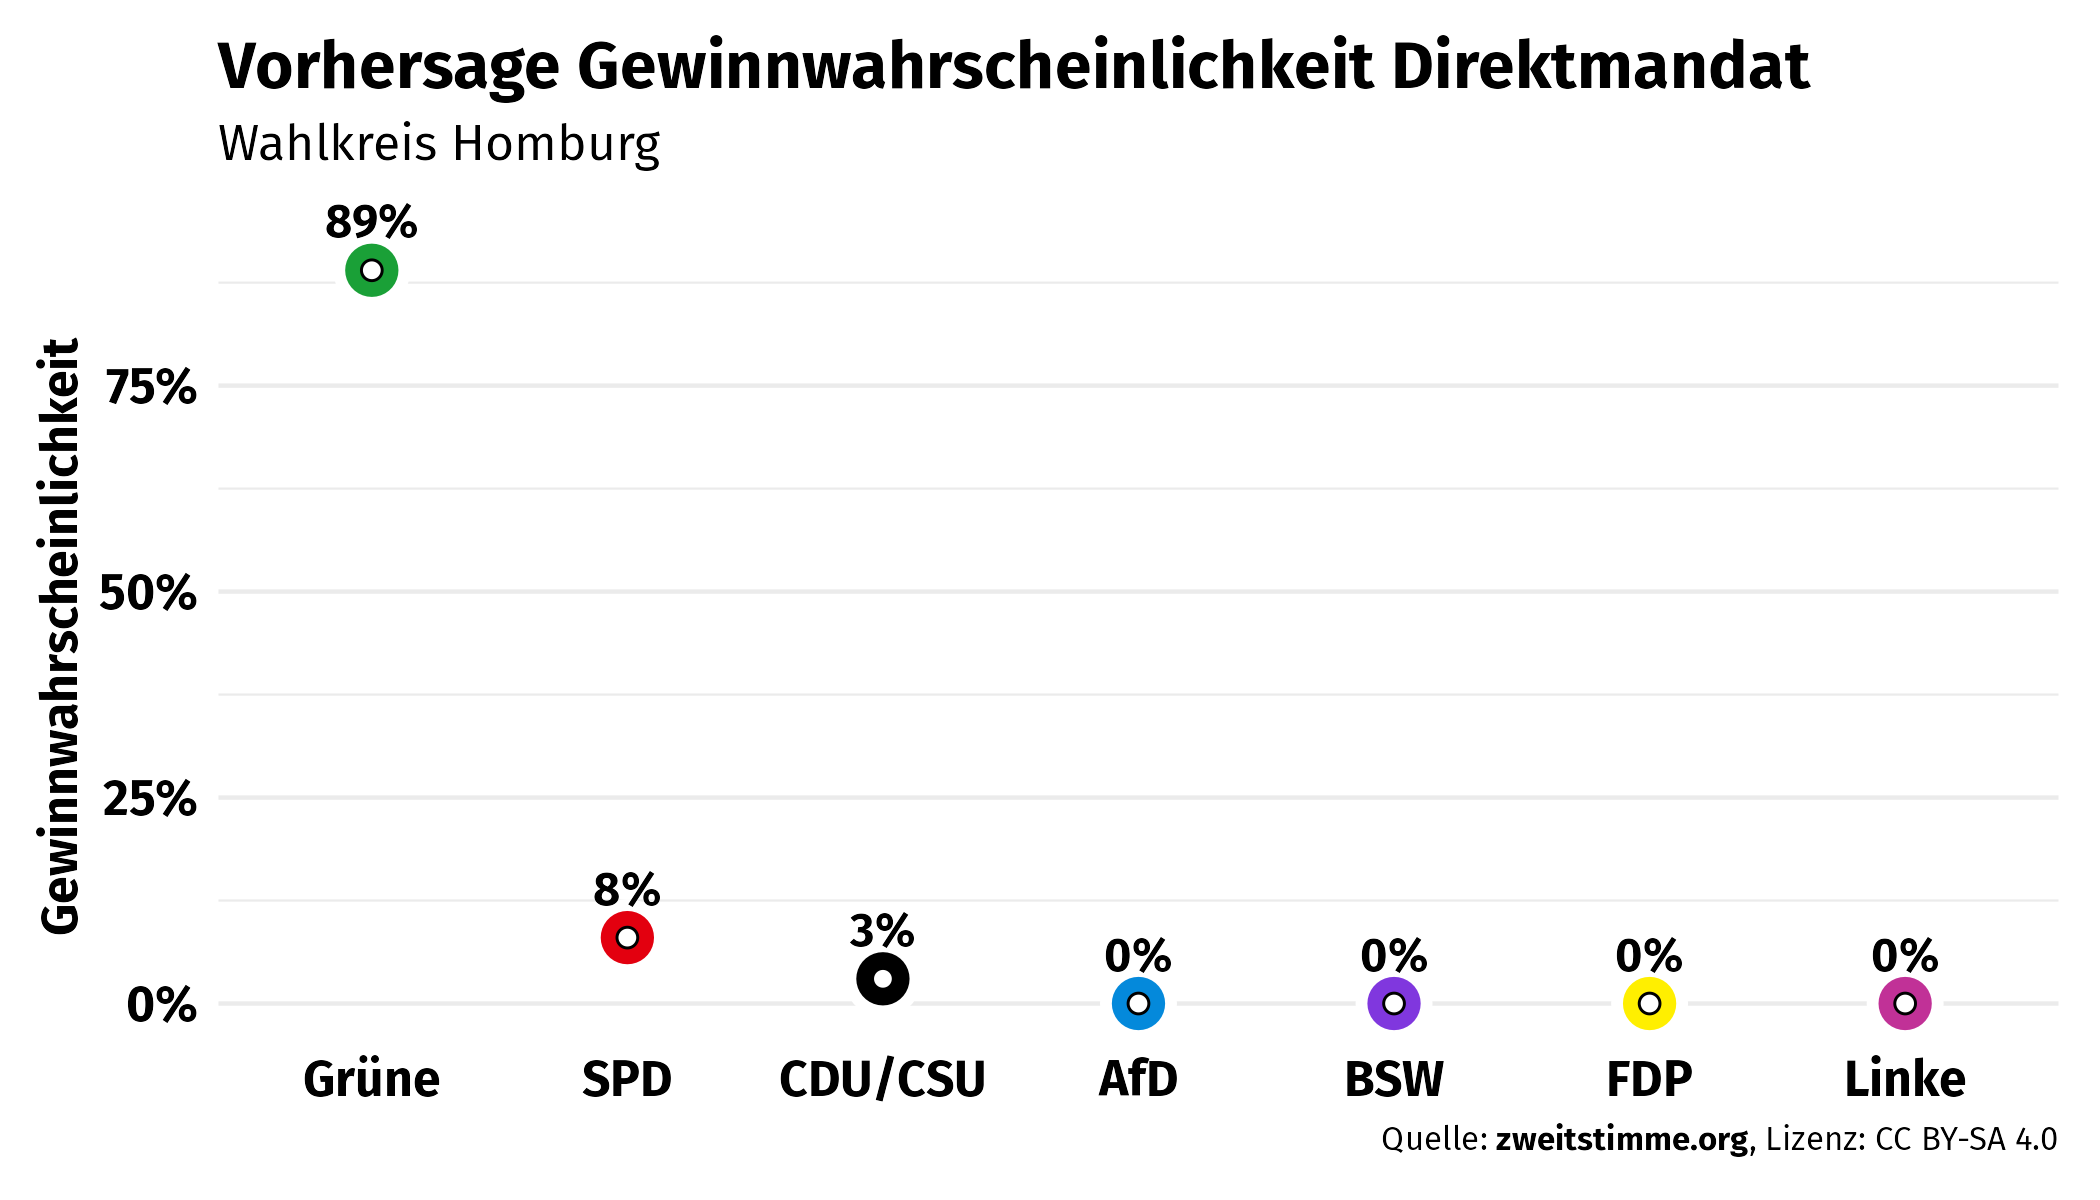 Vorhersage Gewinnwahrscheinlichkeit Direktmandat
Wahlkreis Homburg
Gewinnwahrscheinlichkeit
75%
50%
25%
0%
89%
8%
3%
0%
0%
0%
0%
Grüne
SPD
CDU/CSU
AfD
BSW
FDP
Linke
Quelle: zweitstimme.org, Lizenz: CC BY-SA 4.0